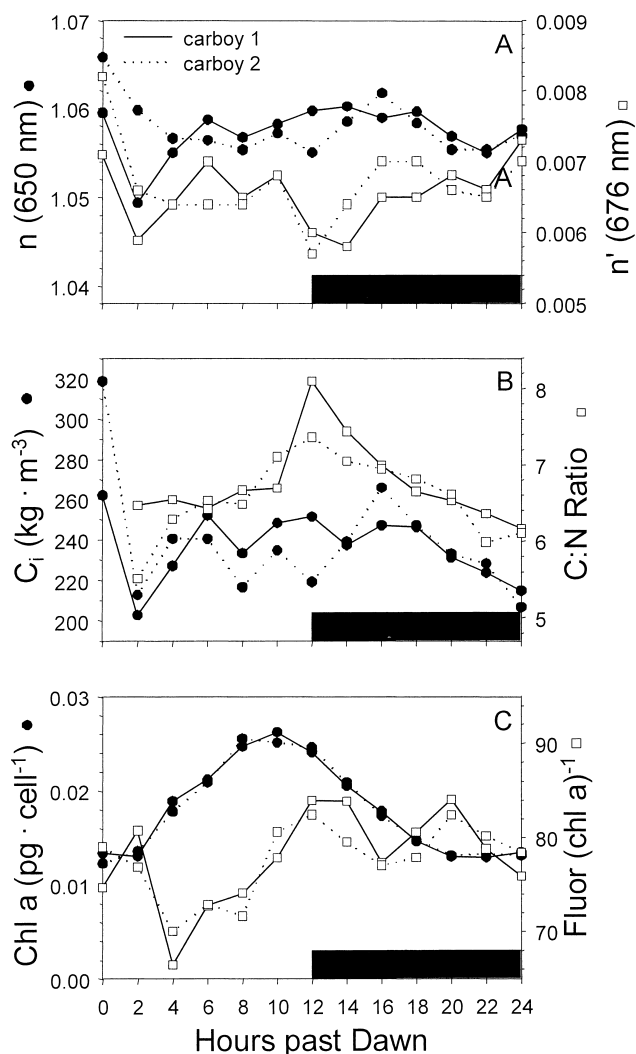 1.07
1.06
1.05
1.04
n (650 nm)
carboy 1
carboy 2
A
A
0.009
0.008
0.007
0.006
0.005
n' (676 nm)
320
300
280
260
240
220
200
Cᵢ (kg · m⁻³)
B
8
7
6
5
C:N Ratio
0.03
0.02
0.01
0.00
Chl a (pg · cell⁻¹)
C
90
80
70
Fluor (chl a)⁻¹
0 2 4 6 8 10 12 14 16 18 20 22 24
Hours past Dawn